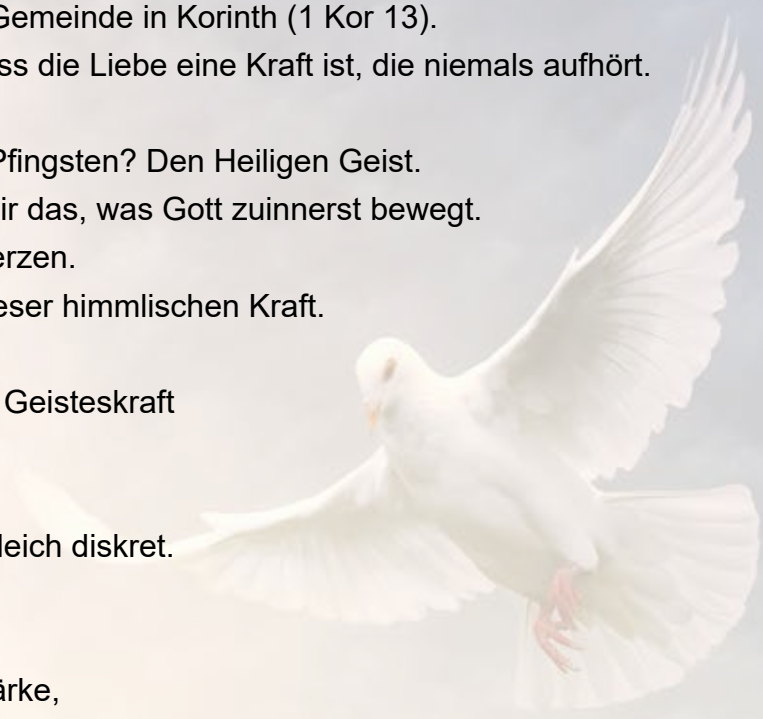 Gemeinde in Korinth (1 Kor 13).
ss die Liebe eine Kraft ist, die niemals aufhört.
Pfingsten? Den Heiligen Geist.
ir das, was Gott zuinnerst bewegt.
erzen.
eser himmlischen Kraft.
Geisteskraft
leich diskret.
ärke,